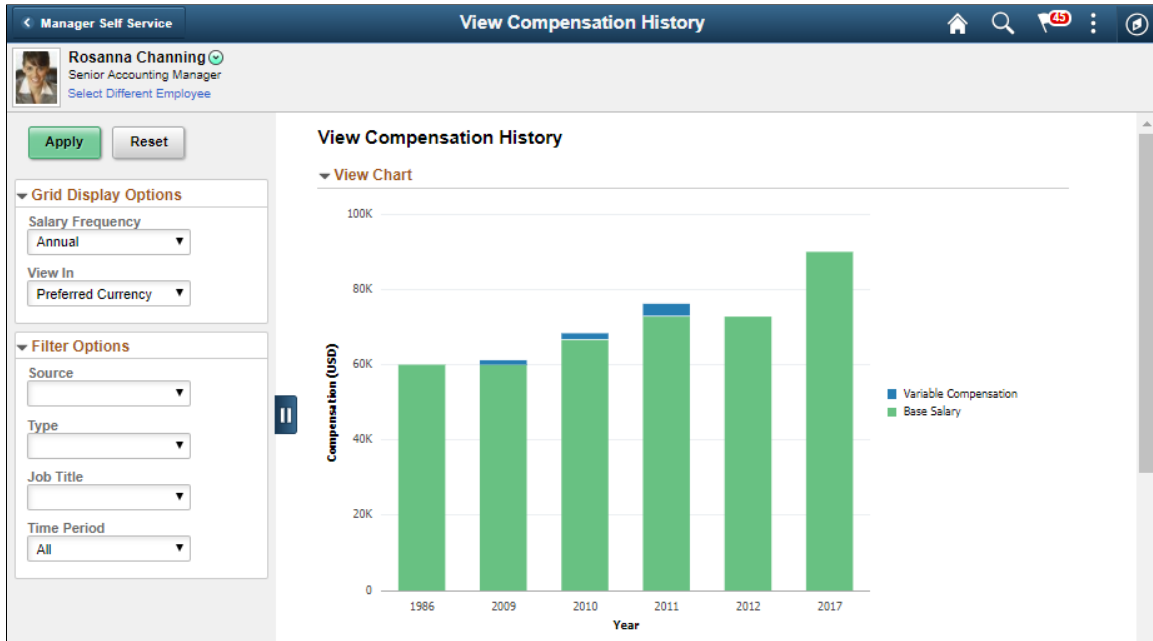 Manager Self Service
View Compensation History
45
Rosanna Channing
Senior Accounting Manager
Select Different Employee
Apply
Reset
Grid Display Options
Salary Frequency
Annual
View In
Preferred Currency
Filter Options
Source
Type
Job Title
Time Period
All
View Compensation History
View Chart
100K
80K
60K
40K
20K
0
Compensation (USD)
1986 2009 2010 2011 2012 2017
Year
Variable Compensation
Base Salary